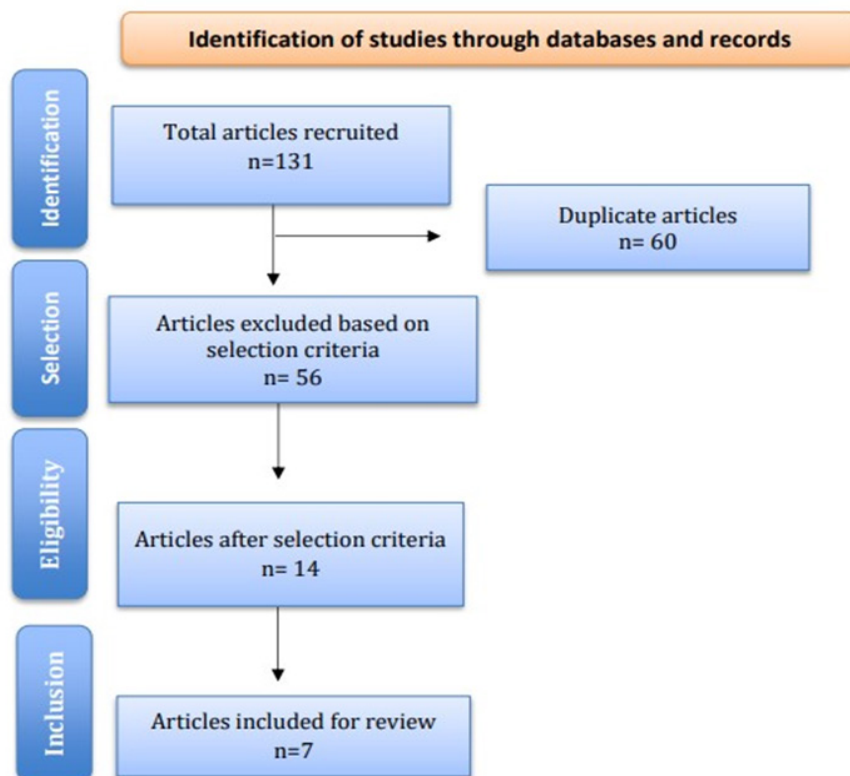 Identification of studies through databases and records
Identification
Total articles recruited
n=131
Duplicate articles
n= 60
Selection
Articles excluded based on
selection criteria
n= 56
Eligibility
Articles after selection criteria
n= 14
Inclusion
Articles included for review
n=7